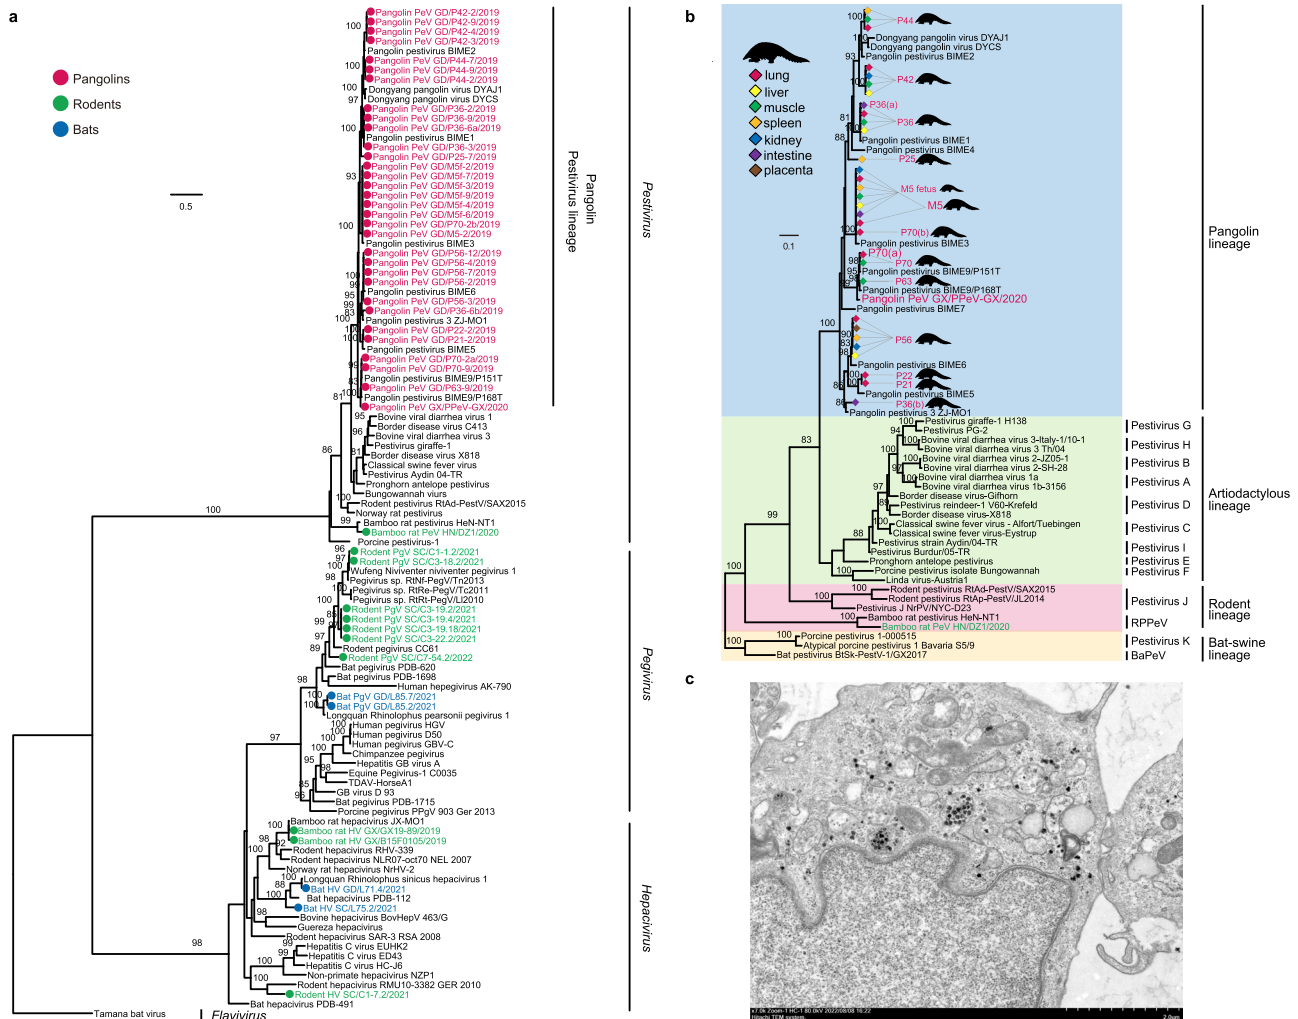 a
Pangolins
Rodents
Bats
0.5
Pangolin PeV GD/P42-2/2019
Pangolin PeV GD/P42-9/2019
Pangolin PeV GD/P42-4/2019
Pangolin PeV GD/P42-3/2019
Pangolin pestivirus BIME2
Pangolin PeV GD/P44-7/2019
Pangolin PeV GD/P44-9/2019
Pangolin PeV GD/P44-2/2019
Dongyang pangolin virus DYAJ1
Dongyang pangolin virus DYCS
Pangolin PeV GD/P36-2/2019
Pangolin PeV GD/P36-9/2019
Pangolin PeV GD/P36-6a/2019
Pangolin pestivirus BIME1
Pangolin PeV GD/P36-3/2019
Pangolin PeV GD/P25-7/2019
Pangolin PeV GD/M5f-2/2019
Pangolin PeV GD/M5f-7/2019
Pangolin PeV GD/M5f-3/2019
Pangolin PeV GD/M5f-9/2019
Pangolin PeV GD/M5f-4/2019
Pangolin PeV GD/M5f-6/2019
Pangolin PeV GD/P70-2b/2019
Pangolin PeV GD/M5-2/2019
Pangolin pestivirus BIME3
Pangolin PeV GD/P56-12/2019
Pangolin PeV GD/P56-4/2019
Pangolin PeV GD/P56-7/2019
Pangolin PeV GD/P56-2/2019
Pangolin pestivirus BIME6
Pangolin PeV GD/P56-3/2019
Pangolin PeV GD/P36-6b/2019
Pangolin pestivirus 3 ZJ-MO1
Pangolin PeV GD/P22-2/2019
Pangolin PeV GD/P21-2/2019
Pangolin pestivirus BIME5
Pangolin PeV GD/P70-2a/2019
Pangolin PeV GD/P70-9/2019
Pangolin pestivirus BIME9/P151T
Pangolin PeV GD/P63-9/2019
Pangolin pestivirus BIME9/P168T
Pangolin PeV GX/PPeV-GX/2020
Bovine viral diarrhea virus 1
Border disease virus C413
Bovine viral diarrhea virus 3
Pestivirus giraffe-1
Border disease virus X818
Classical swine fever virus
Pestivirus Aydin 04-TR
Pronghorn antelope pestivirus
Bungowannah viurs
Rodent pestivirus RtAd-PestV/SAX2015
Norway rat pestivirus
Bamboo rat pestivirus HeN-NT1
Bamboo rat PeV HN/DZ1/2020
Porcine pestivirus-1
Rodent PgV SC/C1-1.2/2021
Rodent PgV SC/C3-18.2/2021
Wufeng Niviventer niviventer pegivirus 1
Pegivirus sp. RtNf-PegV/Tn2013
Pegivirus sp. RtRe-PegV/Tc2011
Pegivirus sp. RtRt-PegV/LI2010
Rodent PgV SC/C3-19.2/2021
Rodent PgV SC/C3-19.4/2021
Rodent PgV SC/C3-19.18/2021
Rodent PgV SC/C3-22.2/2021
Rodent pegivirus CC61
Rodent PgV SC/C7-54.2/2022
Bat pegivirus PDB-620
Bat pegivirus PDB-1698
Human hepegivirus AK-790
Bat PgV GD/L85.7/2021
Bat PgV GD/L85.2/2021
Longquan Rhinolophus pearsonii pegivirus 1
Human pegivirus HGV
Human pegivirus D50
Human pegivirus GBV-C
Chimpanzee pegivirus
Hepatitis GB virus A
Equine Pegivirus-1 C0035
TDAV-HorseA1
GB virus D 93
Bat pegivirus PDB-1715
Porcine pegivirus PPgV 903 Ger 2013
Bamboo rat hepacivirus JX-MO1
Bamboo rat HV GX/GX19-89/2019
Bamboo rat HV GX/B15F0105/2019
Rodent hepacivirus RHV-339
Rodent hepacivirus NLR07-oct70 NEL 2007
Norway rat hepacivirus NrHV-2
Longquan Rhinolophus sinicus hepacivirus 1
Bat HV GD/L71.4/2021
Bat hepacivirus PDB-112
Bat HV SC/L75.2/2021
Bovine hepacivirus BovHepV 463/G
Guereza hepacivirus
Rodent hepacivirus SAR-3 RSA 2008
Hepatitis C virus EUHK2
Hepatitis C virus ED43
Hepatitis C virus HC-J6
Non-primate hepacivirus NZP1
Rodent hepacivirus RMU10-3382 GER 2010
Rodent HV SC/C1-7.2/2021
Bat hepacivirus PDB-491
Tamana bat virus
Flavivirus
Pangolin
Pestivirus lineage
Pestivirus
Pegivirus
Hepacivirus
b
lung
liver
muscle
spleen
kidney
intestine
placenta
0.1
P44
Dongyang pangolin virus DYAJ1
Dongyang pangolin virus DYCS
Pangolin pestivirus BIME2
P42
P36(a)
P36
Pangolin pestivirus BIME1
Pangolin pestivirus BIME4
P25
M5 fetus
M5
P70(b)
Pangolin pestivirus BIME3
P70(a)
P70
Pangolin pestivirus BIME9/P151T
P63
Pangolin pestivirus BIME9/P168T
Pangolin PeV GX/PPeV-GX/2020
Pangolin pestivirus BIME7
P56
Pangolin pestivirus BIME6
P22
P21
Pangolin pestivirus BIME5
P36(b)
Pangolin pestivirus 3 ZJ-MO1
Pestivirus giraffe-1 H138
Pestivirus PG-2
Bovine viral diarrhea virus 3-Italy-1/10-1
Bovine viral diarrhea virus 3 Th/04
Bovine viral diarrhea virus 2-JZ05-1
Bovine viral diarrhea virus 2-SH-28
Bovine viral diarrhea virus 1a
Bovine viral diarrhea virus 1b-3156
Border disease virus-Gifhorn
Pestivirus reindeer-1 V60-Krefeld
Border disease virus-X818
Classical swine fever virus - Alfort/Tuebingen
Classical swine fever virus-Eystrup
Pestivirus strain Aydin/04-TR
Pestivirus Burdur/05-TR
Pronghorn antelope pestivirus
Porcine pestivirus isolate Bungowannah
Linda virus-Austria1
Rodent pestivirus RtAd-PestV/SAX2015
Rodent pestivirus RtAp-PestV/JL2014
Pestivirus J NrPV/NYC-D23
Bamboo rat pestivirus HeN-NT1
Bamboo rat PeV HN/DZ1/2020
Porcine pestivirus 1-000515
Atypical porcine pestivirus 1 Bavaria S5/9
Bat pestivirus BtSk-PestV-1/GX2017
Pestivirus G
Pestivirus H
Pestivirus B
Pestivirus A
Pestivirus D
Pestivirus C
Pestivirus I
Pestivirus E
Pestivirus F
Pestivirus J
RPPeV
Pestivirus K
BaPeV
Pangolin
lineage
Artiodactylous
lineage
Rodent
lineage
Bat-swine
lineage
c
x7.0k Zoom-1 HC-1 80.0kV 2022/08/08 16:22
Hitachi TEM system.
2.0um